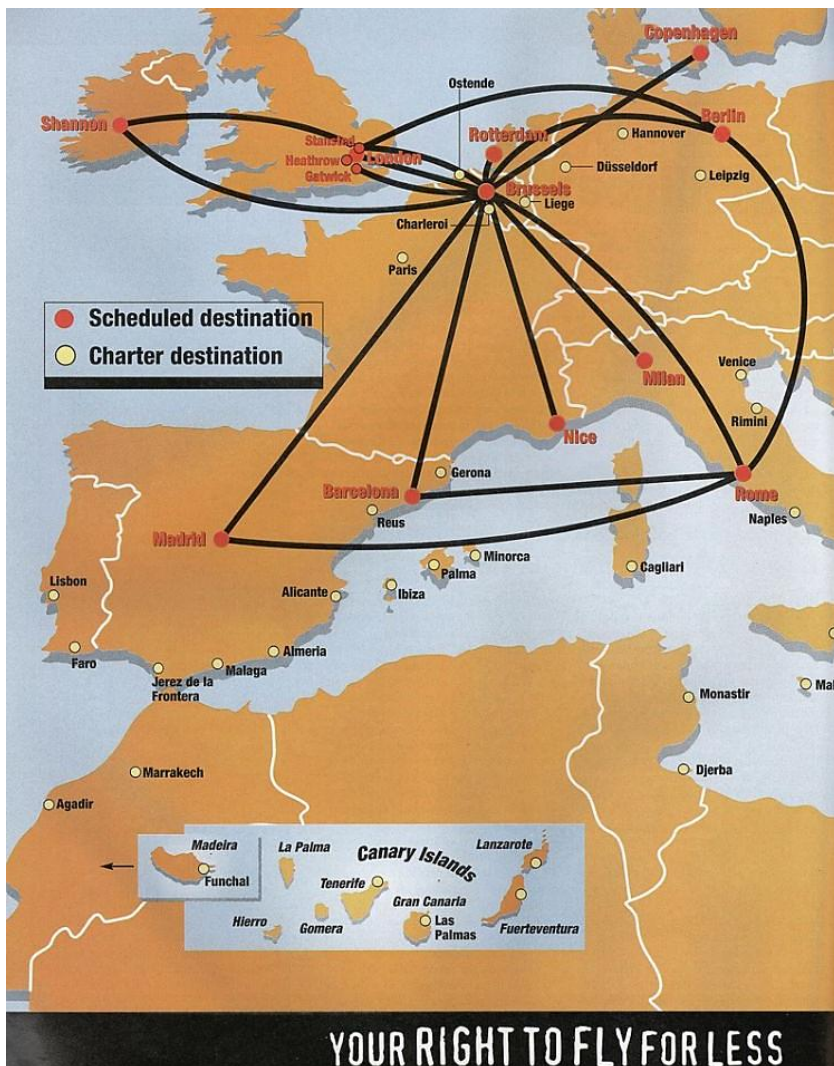 Copenhagen
Ostende
Shannon
Stansted
Rotterdam
Berlin
Hannover
Heathrow
London
Gatwick
Düsseldorf
Leipzig
Brussels
Liege
Charleroi
Paris
Scheduled destination
Charter destination
Milan
Venice
Rimini
Nice
Gerona
Barcelona
Rome
Reus
Naples
Madrid
Minorca
Palma
Cagliari
Lisbon
Alicante
Ibiza
Faro
Almeria
Malaga
Jerez de la
Frontera
Monastir
Mal
Marrakech
Djerba
Agadir
Madeira
La Palma
Canary Islands
Lanzarote
Funchal
Tenerife
Gran Canaria
Hierro
Gomera
Las
Palmas
Fuerteventura
YOUR RIGHT TO FLY FOR LESS